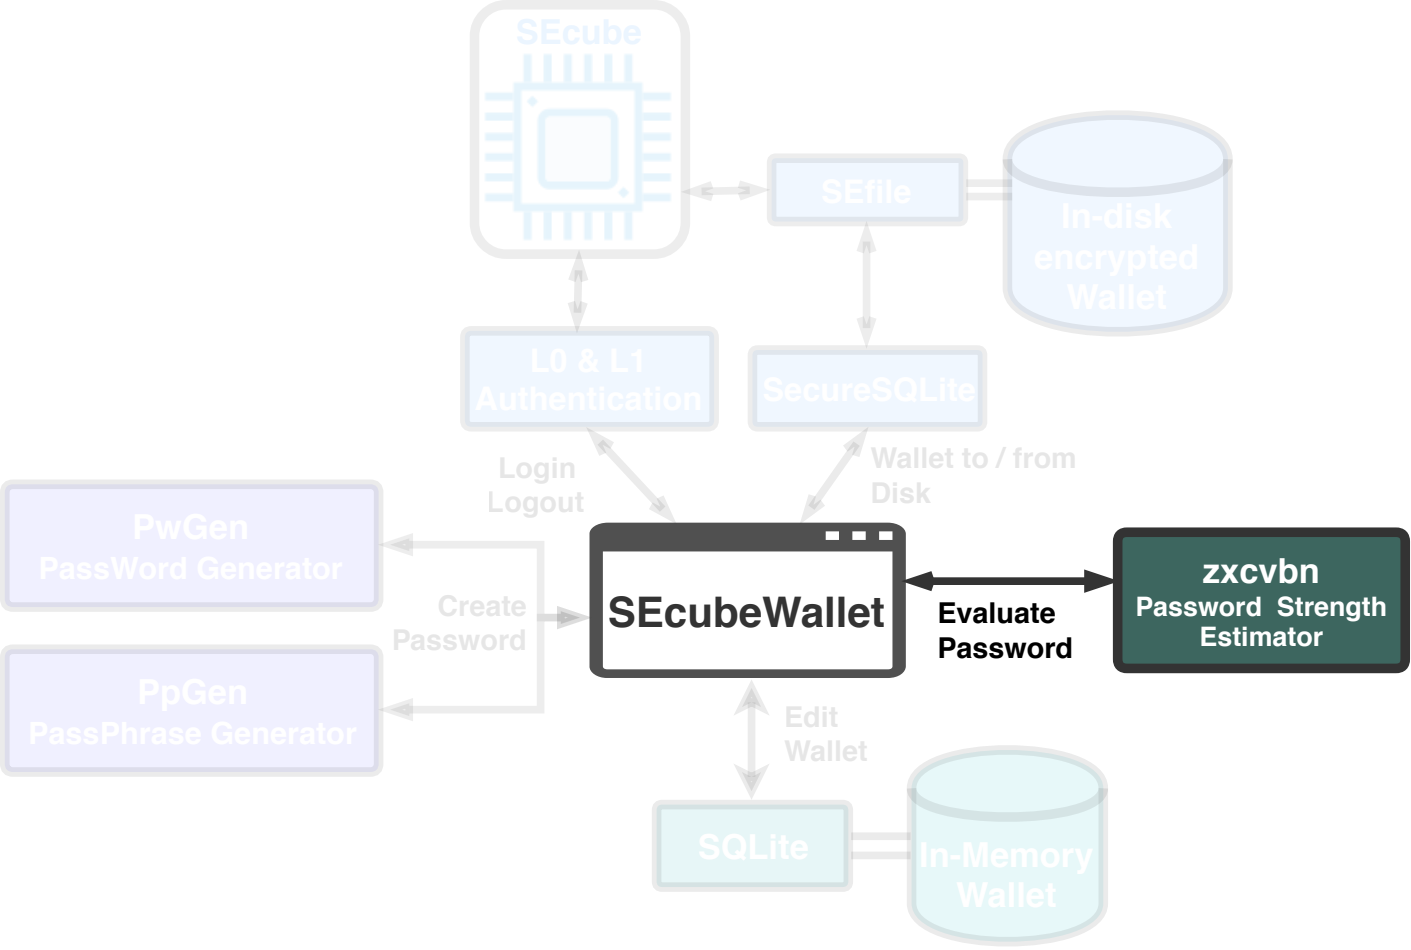 SEcube
SEfile
In-disk
encrypted
Wallet
L0 & L1
Authentication
SecureSQLite
Login
Logout
Wallet to / from
Disk
PwGen
PassWord Generator
Create
Password
PpGen
PassPhrase Generator
SEcubeWallet
Evaluate
Password
zxcvbn
Password Strength
Estimator
Edit
Wallet
SQLite
In-Memory
Wallet